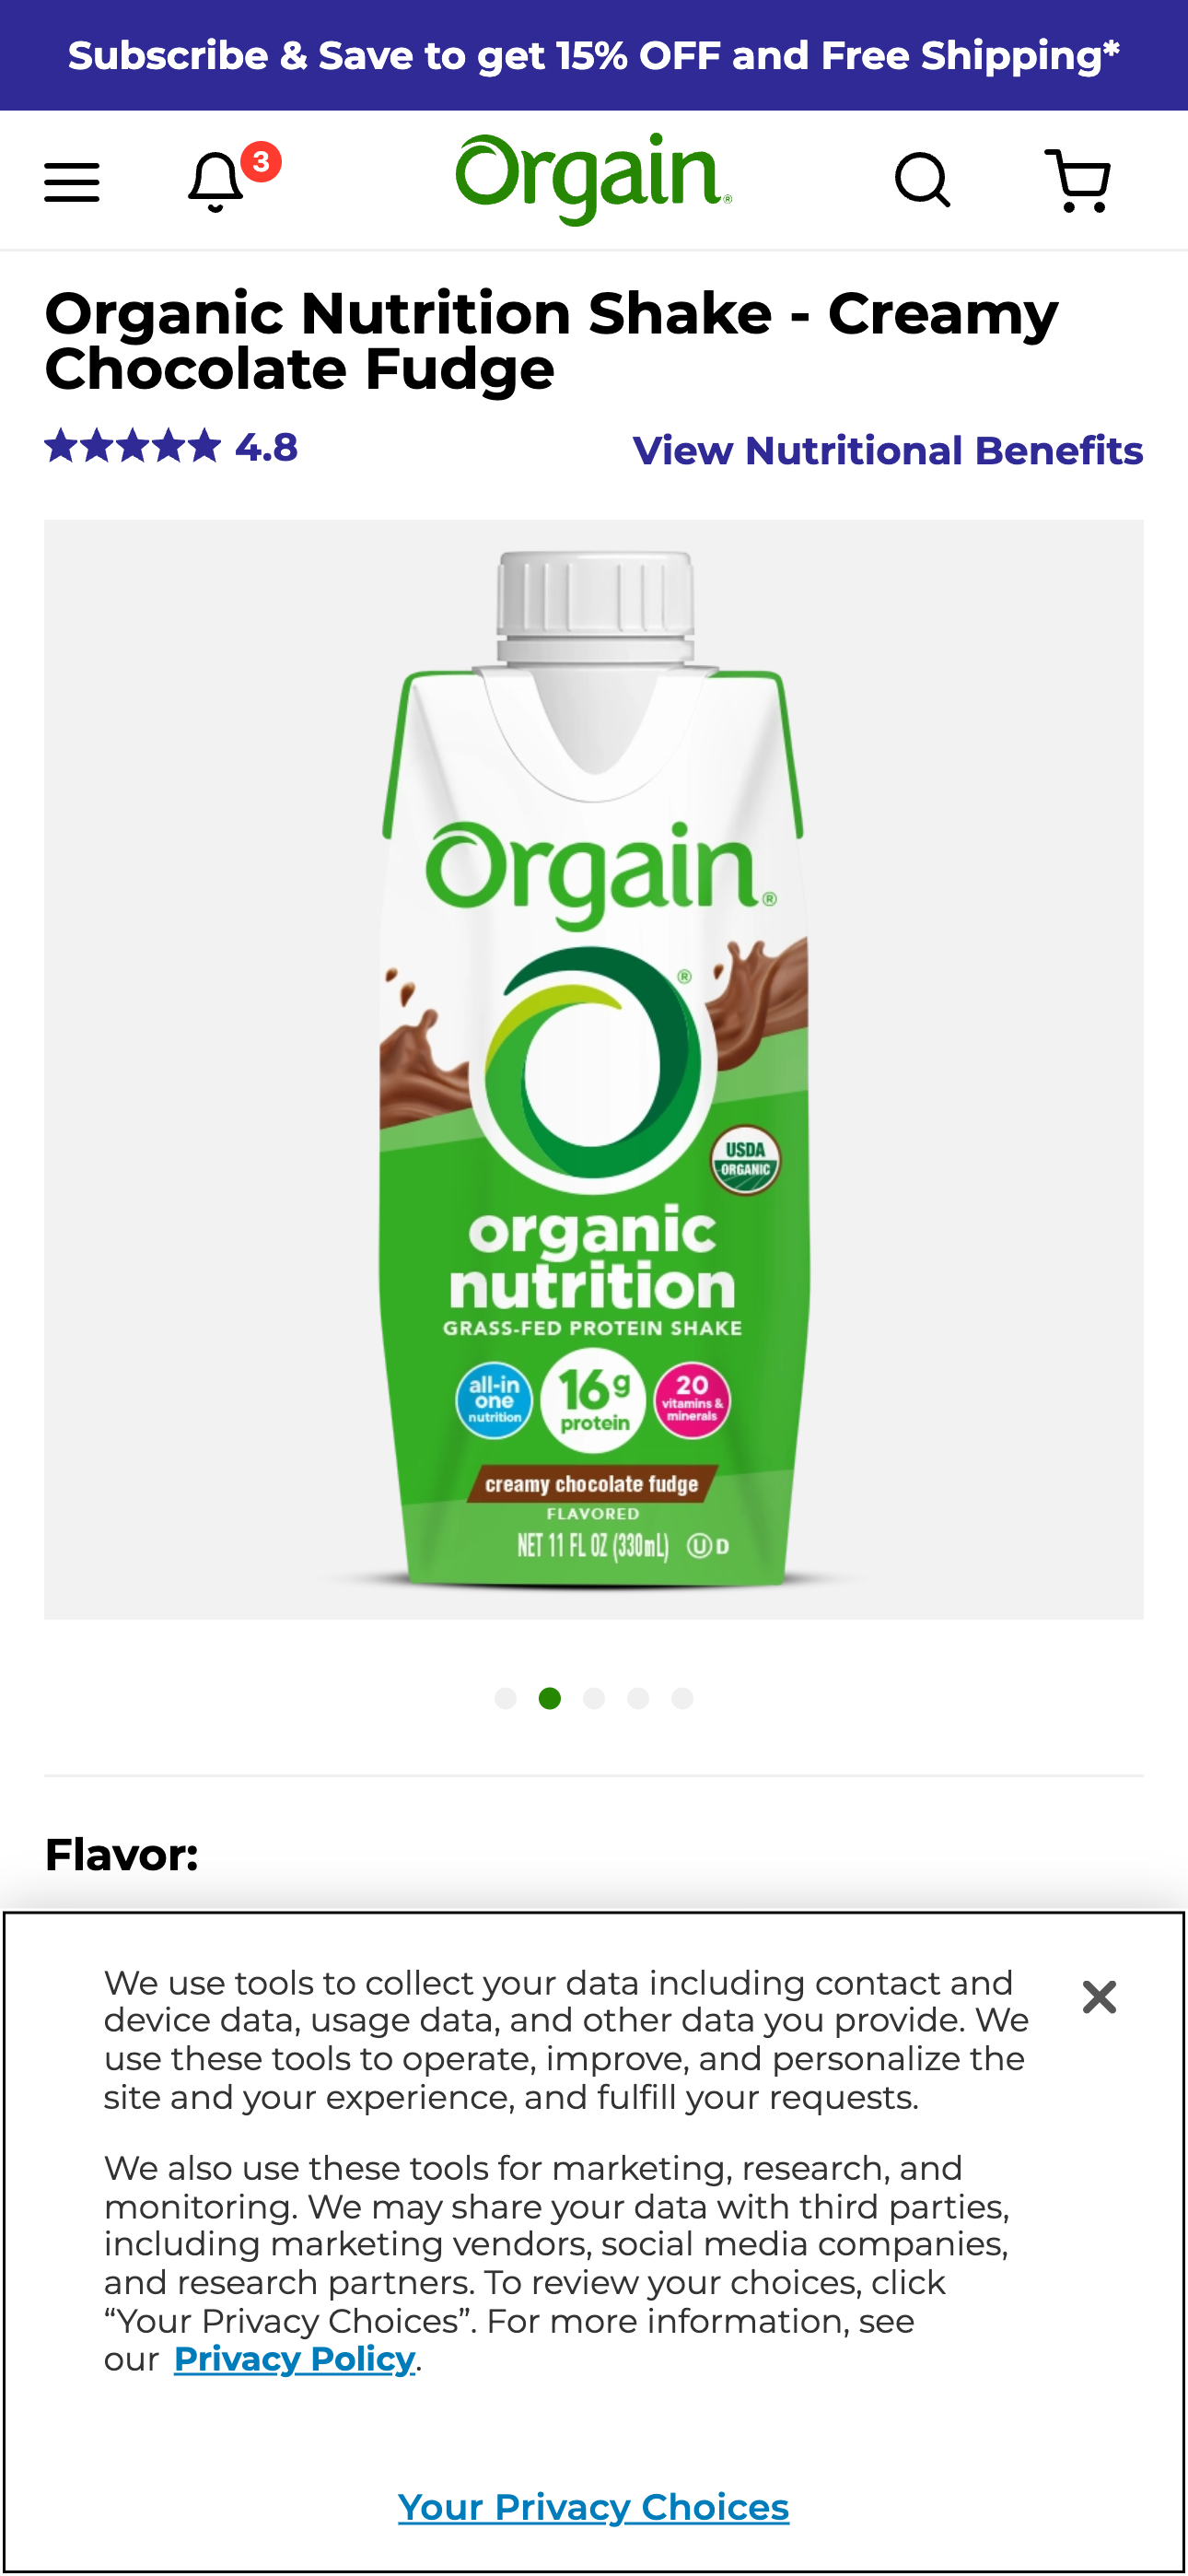 Subscribe & Save to get 15% OFF and Free Shipping*
3
Orgain®
Organic Nutrition Shake - Creamy
Chocolate Fudge
4.8
View Nutritional Benefits
Orgain®
®
USDA
ORGANIC
organic
nutrition
GRASS-FED PROTEIN SHAKE
all-in
one
nutrition
16g
protein
20
vitamins &
minerals
creamy chocolate fudge
FLAVORED
NET 11 FL OZ (330mL) U D
Flavor:
We use tools to collect your data including contact and
device data, usage data, and other data you provide. We
use these tools to operate, improve, and personalize the
site and your experience, and fulfill your requests.
We also use these tools for marketing, research, and
monitoring. We may share your data with third parties,
including marketing vendors, social media companies,
and research partners. To review your choices, click
“Your Privacy Choices”. For more information, see
our Privacy Policy.
Your Privacy Choices